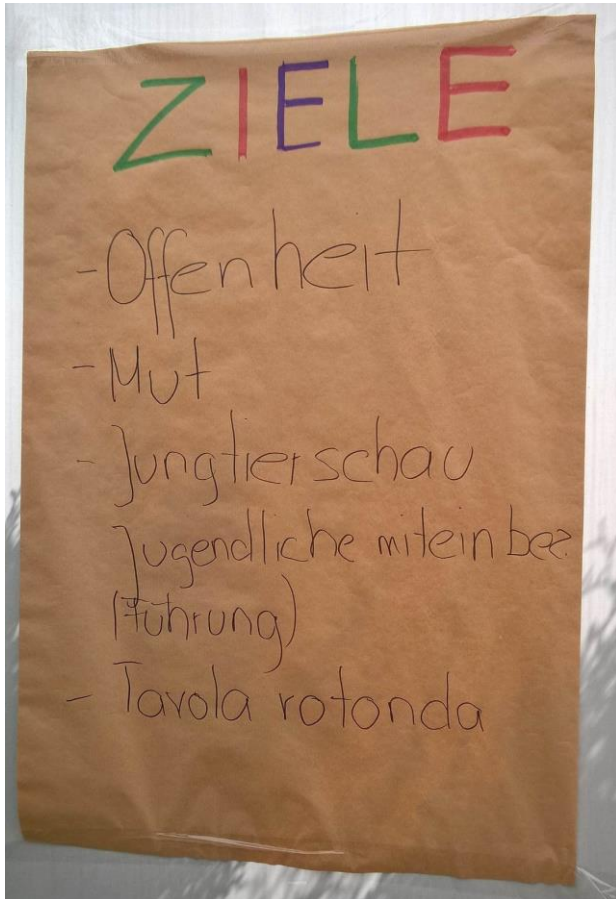 ZIELE
- Offenheit
- Mut
- Jungtierschau
Jugendliche miteinbez.
(Führung)
- Tavola rotonda